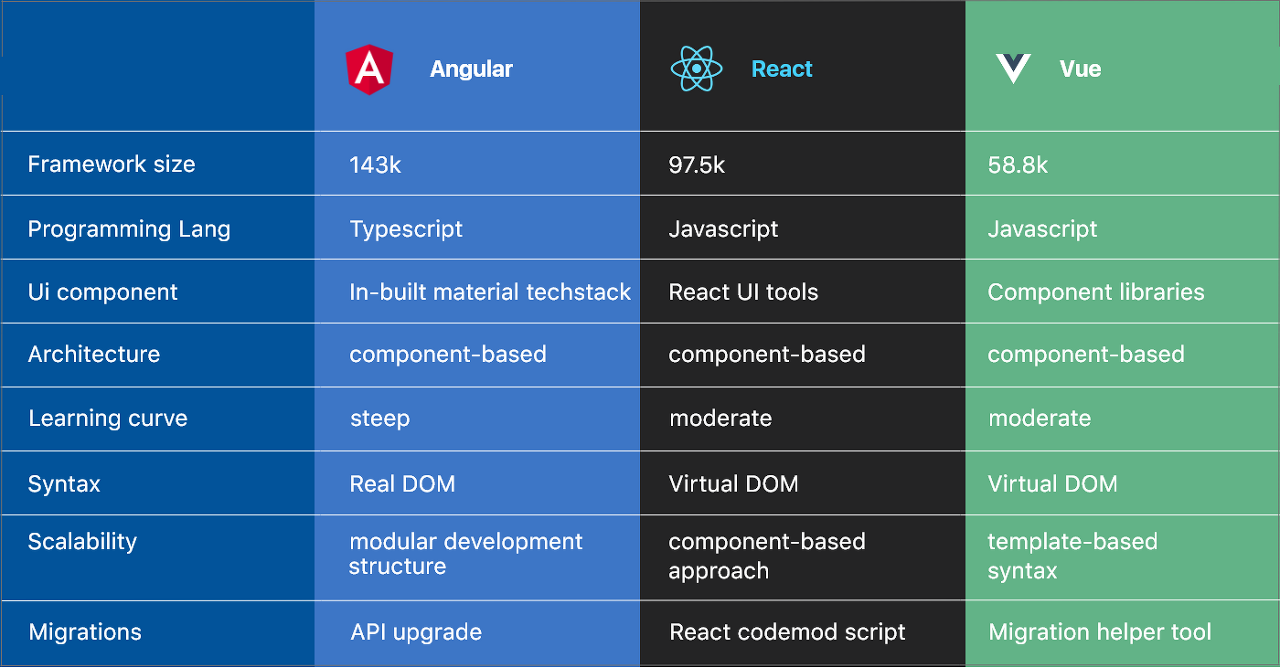 Angular React Vue
Framework size 143k 97.5k 58.8k
Programming Lang Typescript Javascript Javascript
Ui component In-built material techstack React UI tools Component libraries
Architecture component-based component-based component-based
Learning curve steep moderate moderate
Syntax Real DOM Virtual DOM Virtual DOM
Scalability modular development structure component-based approach template-based syntax
Migrations API upgrade React codemod script Migration helper tool